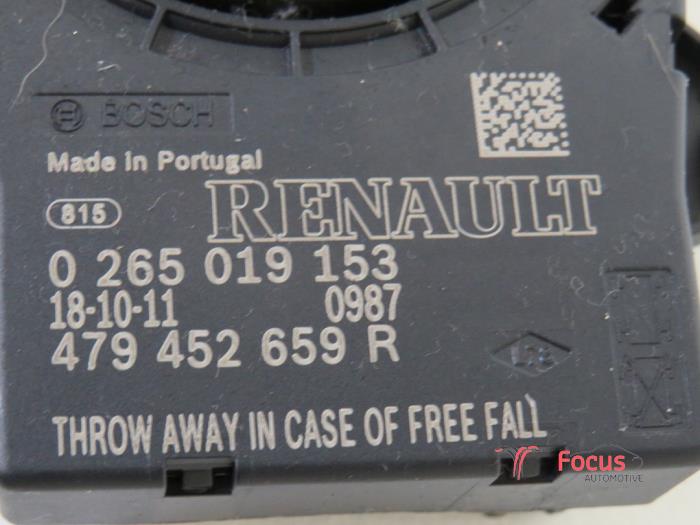 BOSCH
Made in Portugal
815
RENAULT
0 265 019 153
18-10-11 0987
479 452 659 R
THROW AWAY IN CASE OF FREE FALL
Focus
AUTOMOTIVE